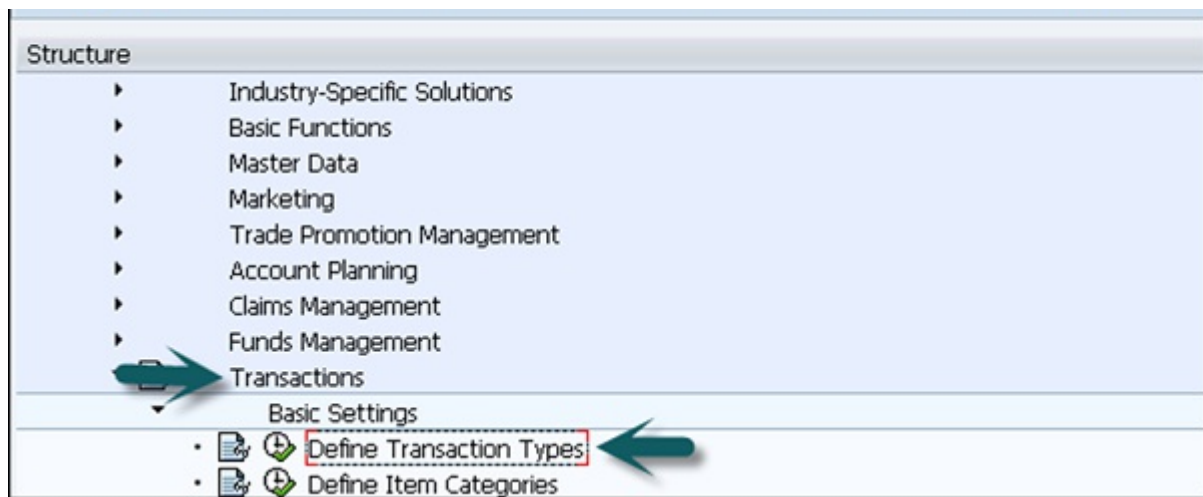 Structure
Industry-Specific Solutions
Basic Functions
Master Data
Marketing
Trade Promotion Management
Account Planning
Claims Management
Funds Management
Transactions
Basic Settings
Define Transaction Types
Define Item Categories